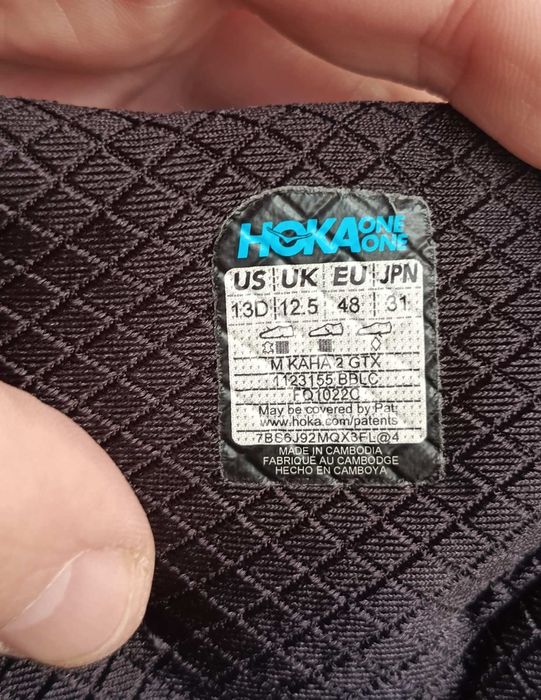 HOKA ONE ONE
US UK EU JPN
13D 12.5 48 31
M KAHA 2 GTX
1123155 BBLC
FQ1022C
May be covered by Pat:
www.hoka.com/patents
7BS6J92MQX3FL@4
MADE IN CAMBODIA
FABRIQUÉ AU CAMBODGE
HECHO EN CAMBOYA